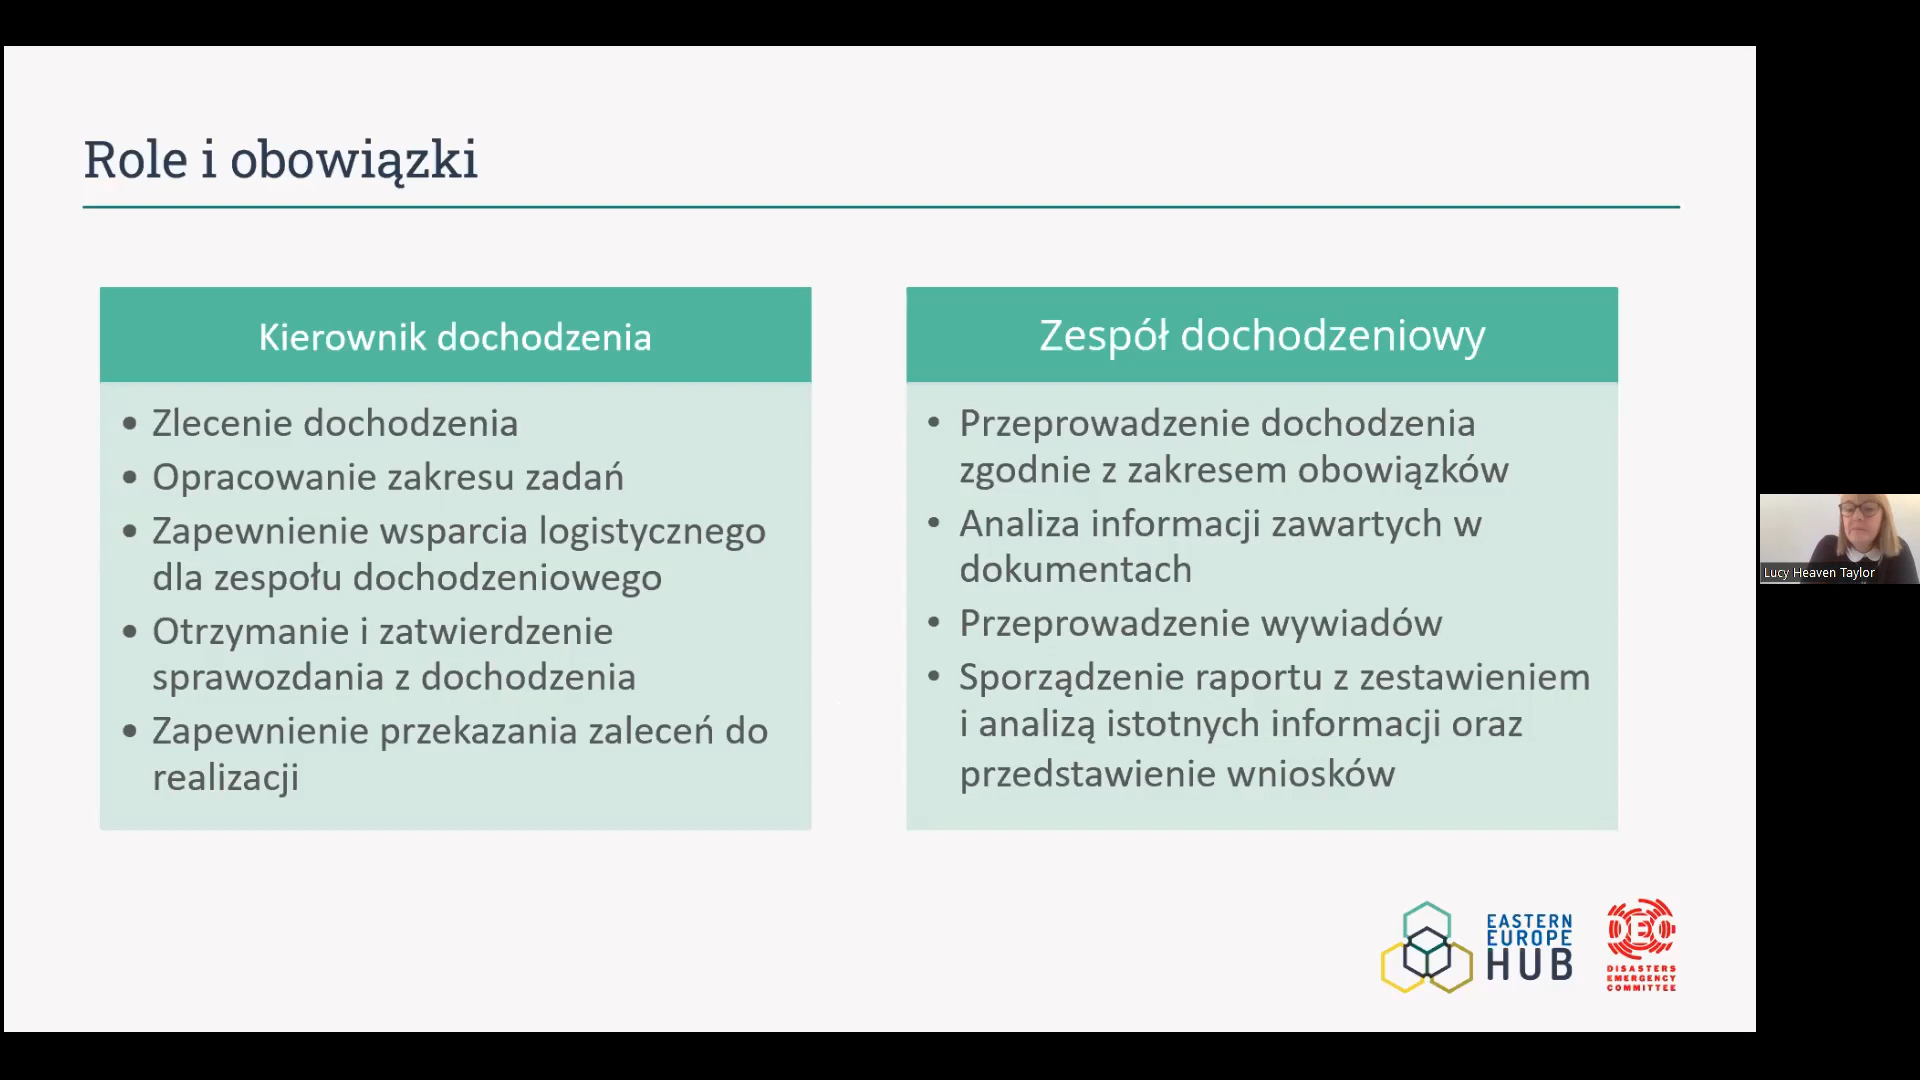 Role i obowiązki
Kierownik dochodzenia
• Zlecenie dochodzenia
• Opracowanie zakresu zadań
• Zapewnienie wsparcia logistycznego
dla zespołu dochodzeniowego
• Otrzymanie i zatwierdzenie
sprawozdania z dochodzenia
• Zapewnienie przekazania zaleceń do
realizacji
Zespół dochodzeniowy
• Przeprowadzenie dochodzenia
zgodnie z zakresem obowiązków
• Analiza informacji zawartych w
dokumentach
• Przeprowadzenie wywiadów
• Sporządzenie raportu z zestawieniem
i analizą istotnych informacji oraz
przedstawienie wniosków
Lucy Heaven Taylor
EASTERN
EUROPE
HUB
DEC
DISASTERS
EMERGENCY
COMMITTEE